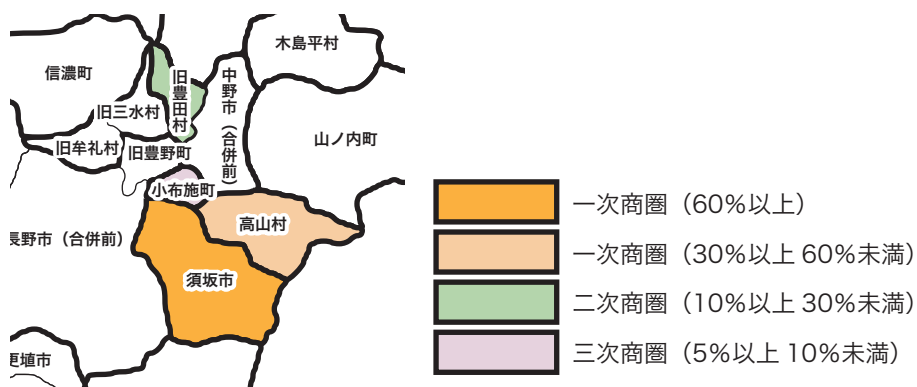 木島平村
信濃町
旧豊田村
中野市（合併前）
旧三水村
山ノ内町
旧牟礼村
旧豊野町
小布施町
高山村
長野市（合併前）
須坂市
更埴市
一次商圏（60%以上）
一次商圏（30%以上 60%未満）
二次商圏（10%以上 30%未満）
三次商圏（5%以上 10%未満）